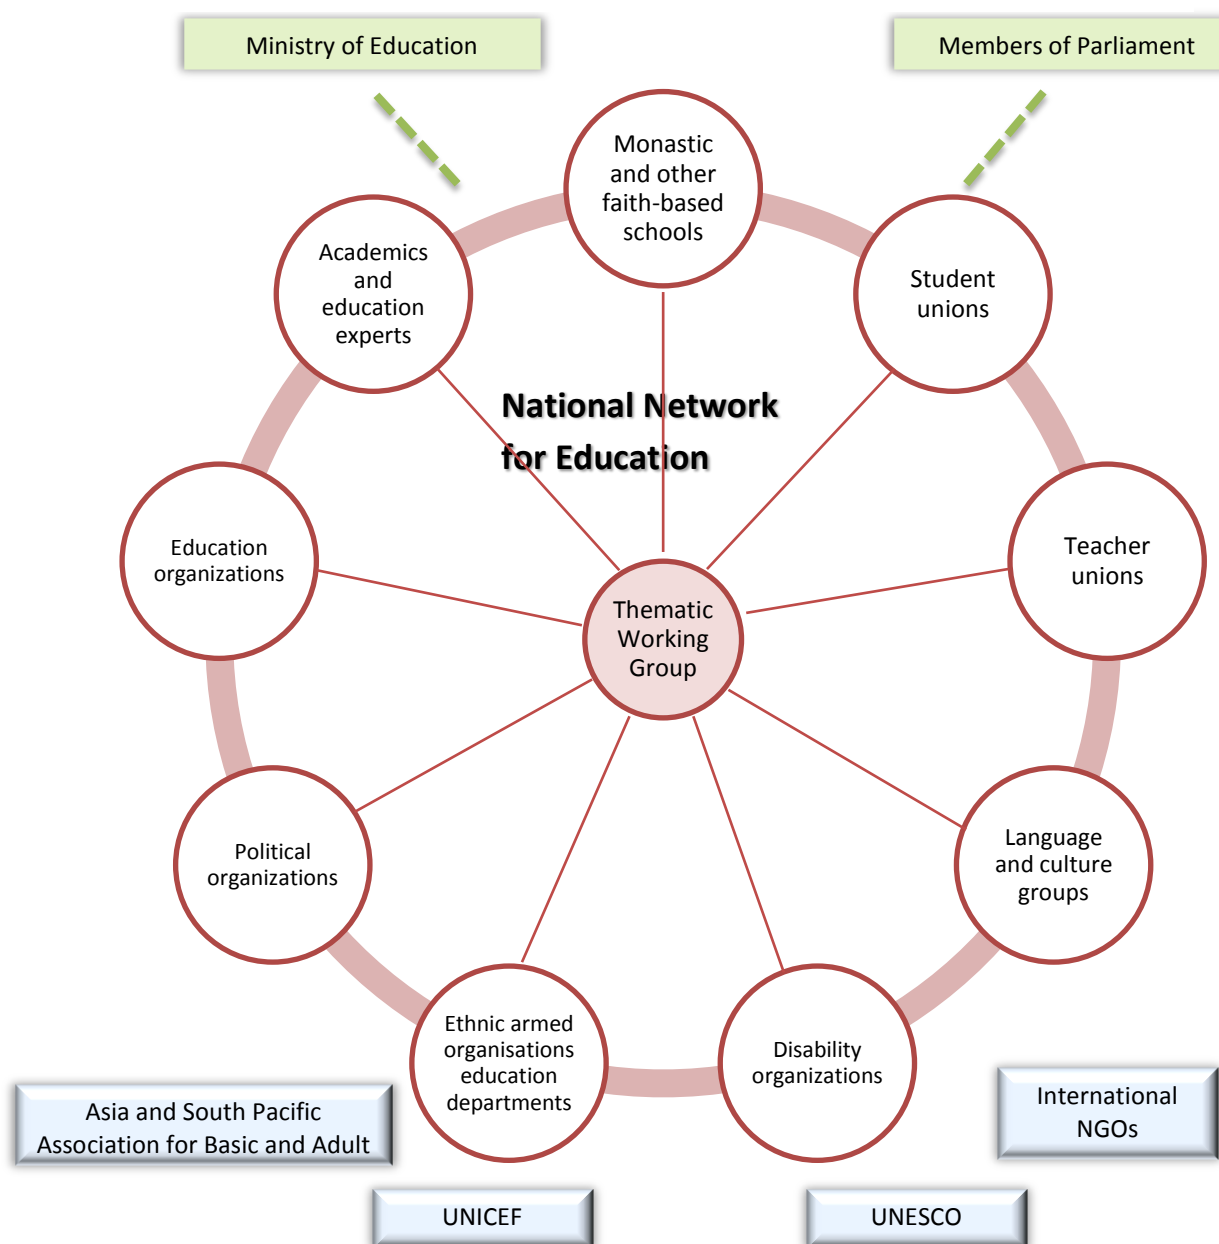 Ministry of Education
Members of Parliament
Monastic
and other
faith-based
schools
Academics
and
education
experts
Student
unions
National Network
for Education
Education
organizations
Teacher
unions
Thematic
Working
Group
Political
organizations
Language
and culture
groups
Ethnic armed
organisations
education
departments
Disability
organizations
Asia and South Pacific
Association for Basic and Adult
International
NGOs
UNICEF
UNESCO